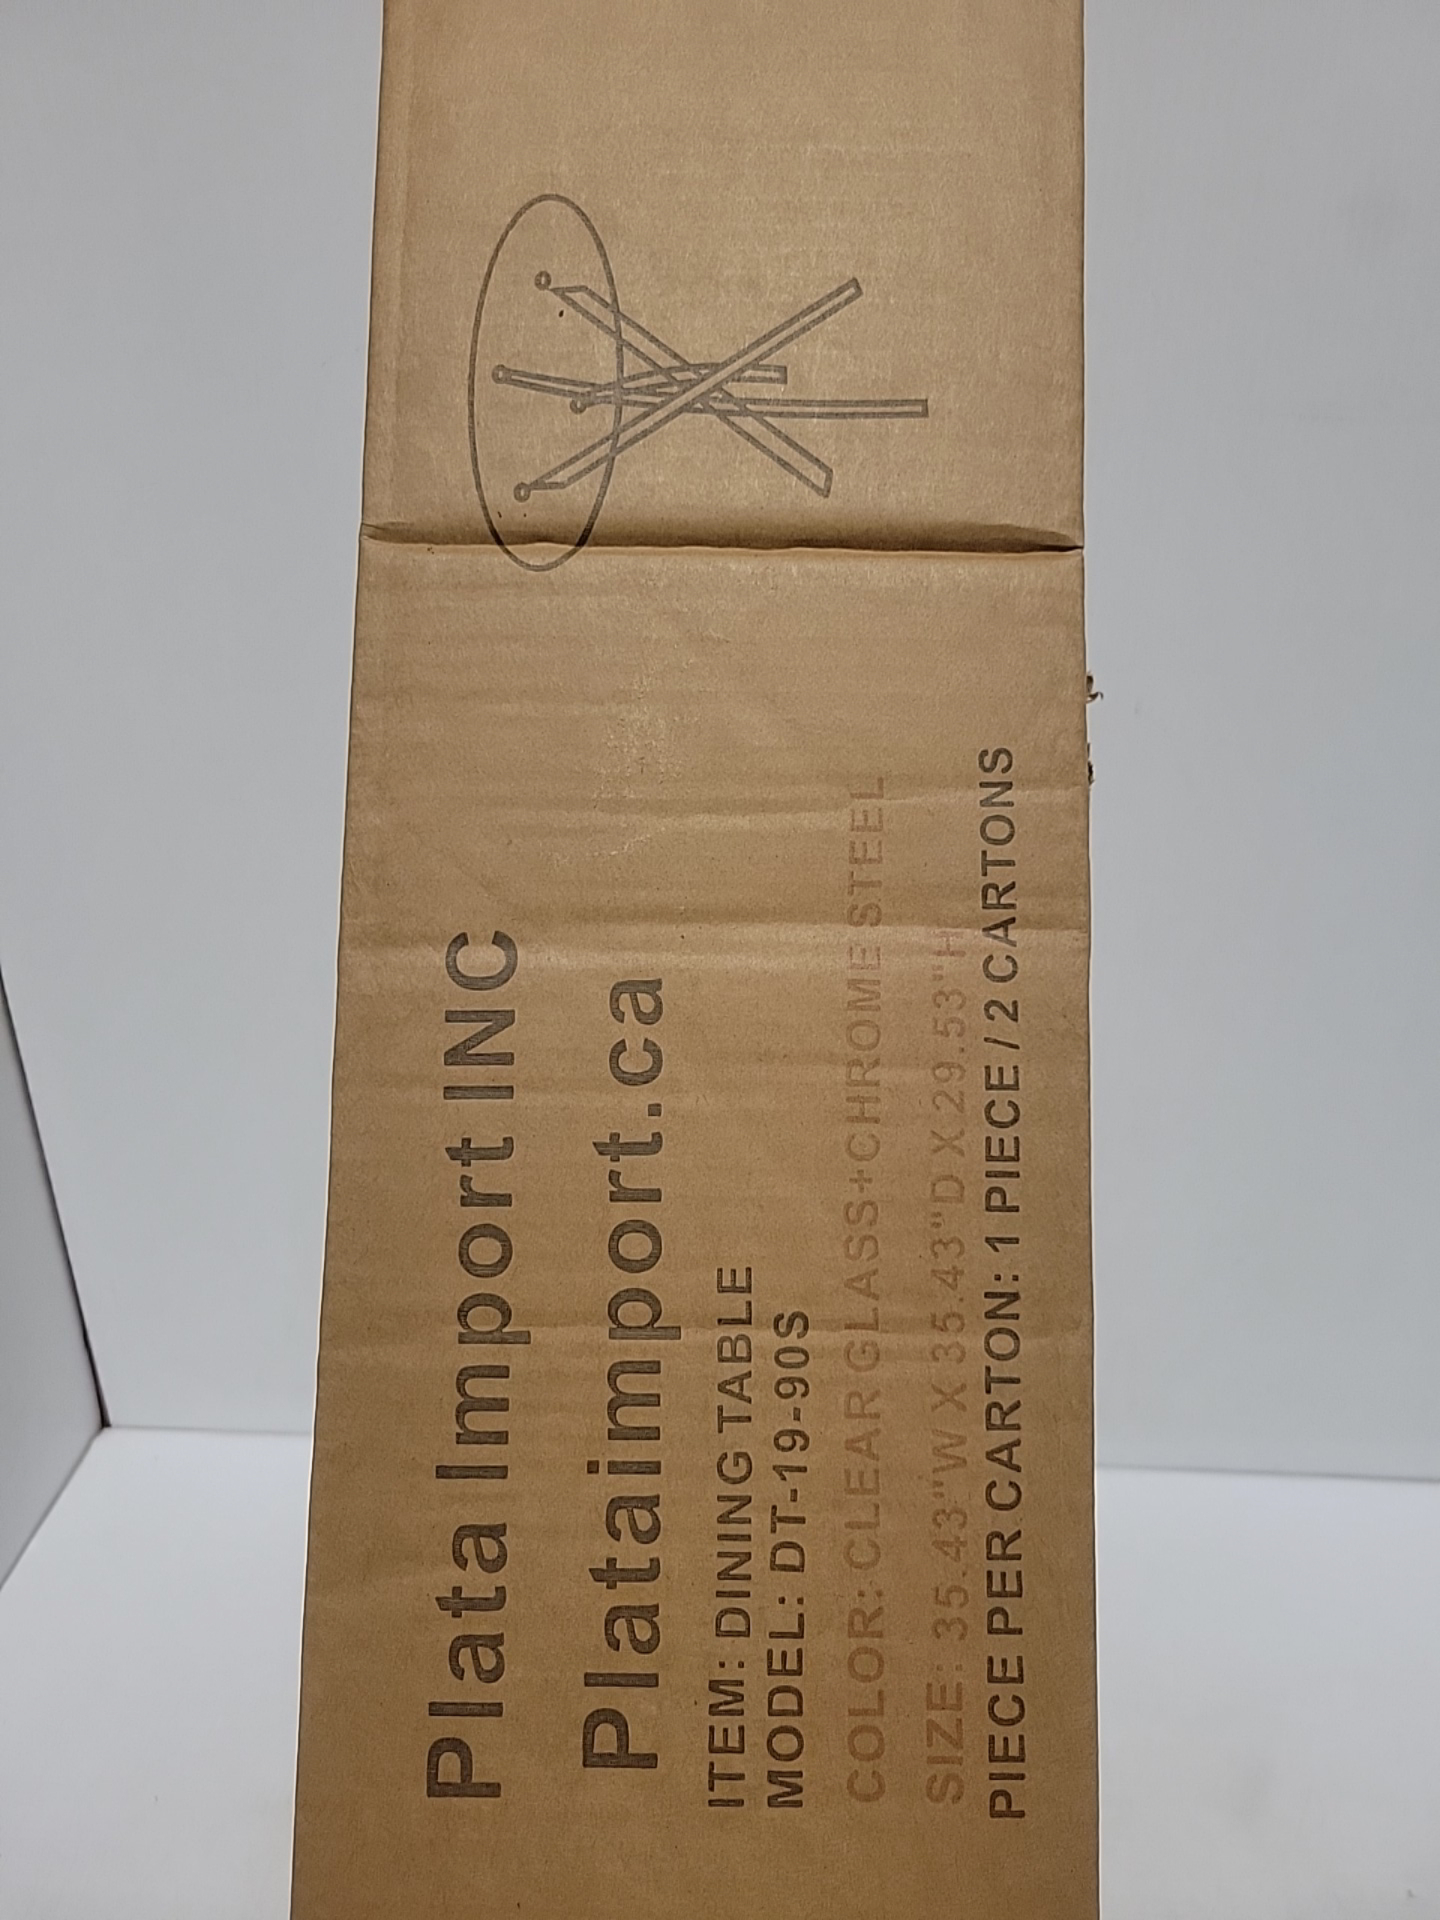 Plata Import INC
Plataimport.ca
ITEM: DINING TABLE
MODEL: DT-19-90S
COLOR: CLEAR GLASS+CHROME STEEL
SIZE: 35.43"W X 35.43"D X 29.53"H
PIECE PER CARTON: 1 PIECE / 2 CARTONS